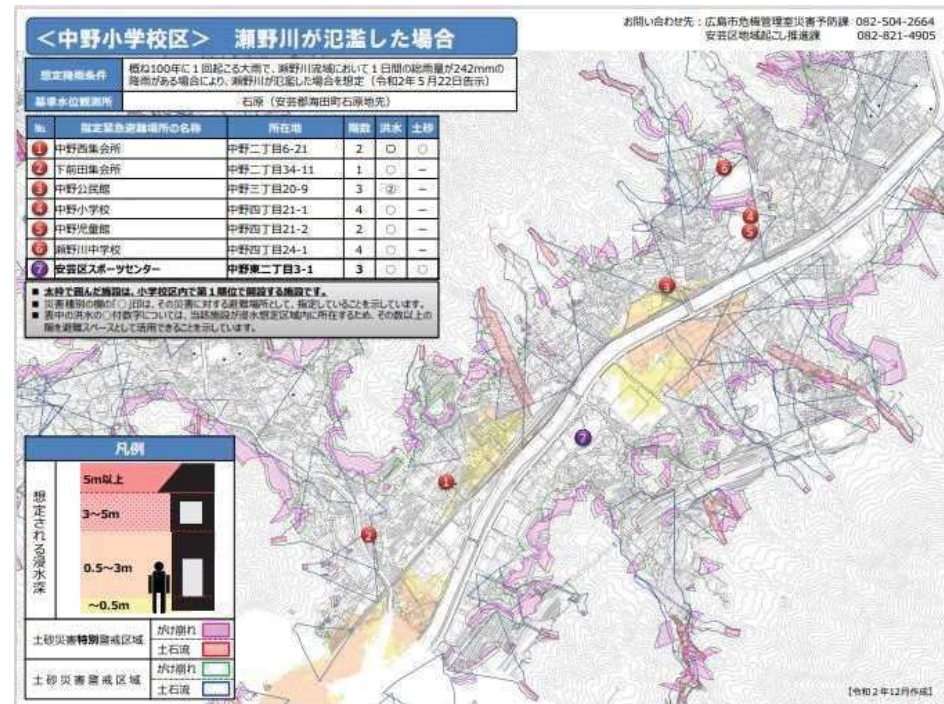 <中野小学校区> 瀬野川が氾濫した場合
お問い合わせ先：広島市危機管理室災害予防課 082-504-2664
安芸区地域起こし推進課 082-821-4905
想定降雨条件 概ね100年に1回起こる大雨で、瀬野川流域において1日間の総雨量が242mmの
降雨がある場合により、瀬野川が氾濫した場合を想定（令和2年5月22日告示）
基準水位観測所 石原（安芸郡海田町石原地先）
№ 指定緊急避難場所の名称 所在地 階数 洪水 土砂
1 中野西集会所 中野二丁目6-21 2 ○ ○
2 下前田集会所 中野二丁目34-11 1 ○ －
3 中野公民館 中野三丁目20-9 3 ② －
4 中野小学校 中野四丁目21-1 4 ○ －
5 中野児童館 中野四丁目21-2 2 ○ －
6 瀬野川中学校 中野四丁目24-1 4 ○ －
7 安芸区スポーツセンター 中野東二丁目3-1 3 ○ ○
■ 太枠で囲んだ施設は、小学校区内で第1順位で開設する施設です。
■ 災害種別の欄の「○」印は、その災害に対する避難場所として、指定していることを示しています。
■ 表中の洪水の○付数字については、当該施設が浸水想定区域内に所在するため、その数以上の
階を避難スペースとして活用できることを示しています。
6
4
5
3
7
1
2
凡例
想定される浸水深
5m以上
3～5m
0.5～3m
～0.5m
土砂災害特別警戒区域 がけ崩れ
土石流
土砂災害警戒区域 がけ崩れ
土石流
【令和2年12月作成】